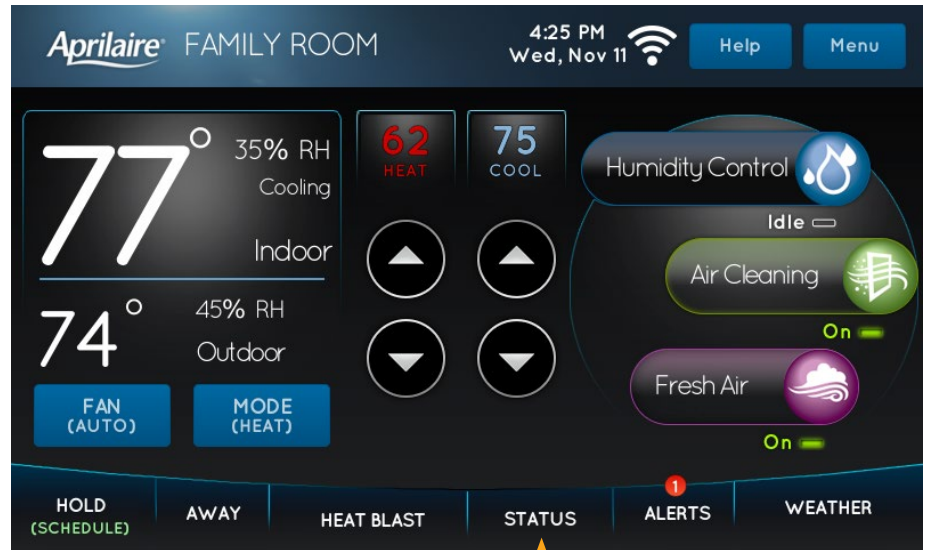 Aprilaire® FAMILY ROOM
4:25 PM
Wed, Nov 11
Help
Menu
77°
35% RH
Cooling
Indoor
74°
45% RH
Outdoor
FAN
(AUTO)
MODE
(HEAT)
62
HEAT
75
COOL
Humidity Control
Idle
Air Cleaning
On
Fresh Air
On
HOLD
(SCHEDULE)
AWAY
HEAT BLAST
STATUS
1
ALERTS
WEATHER